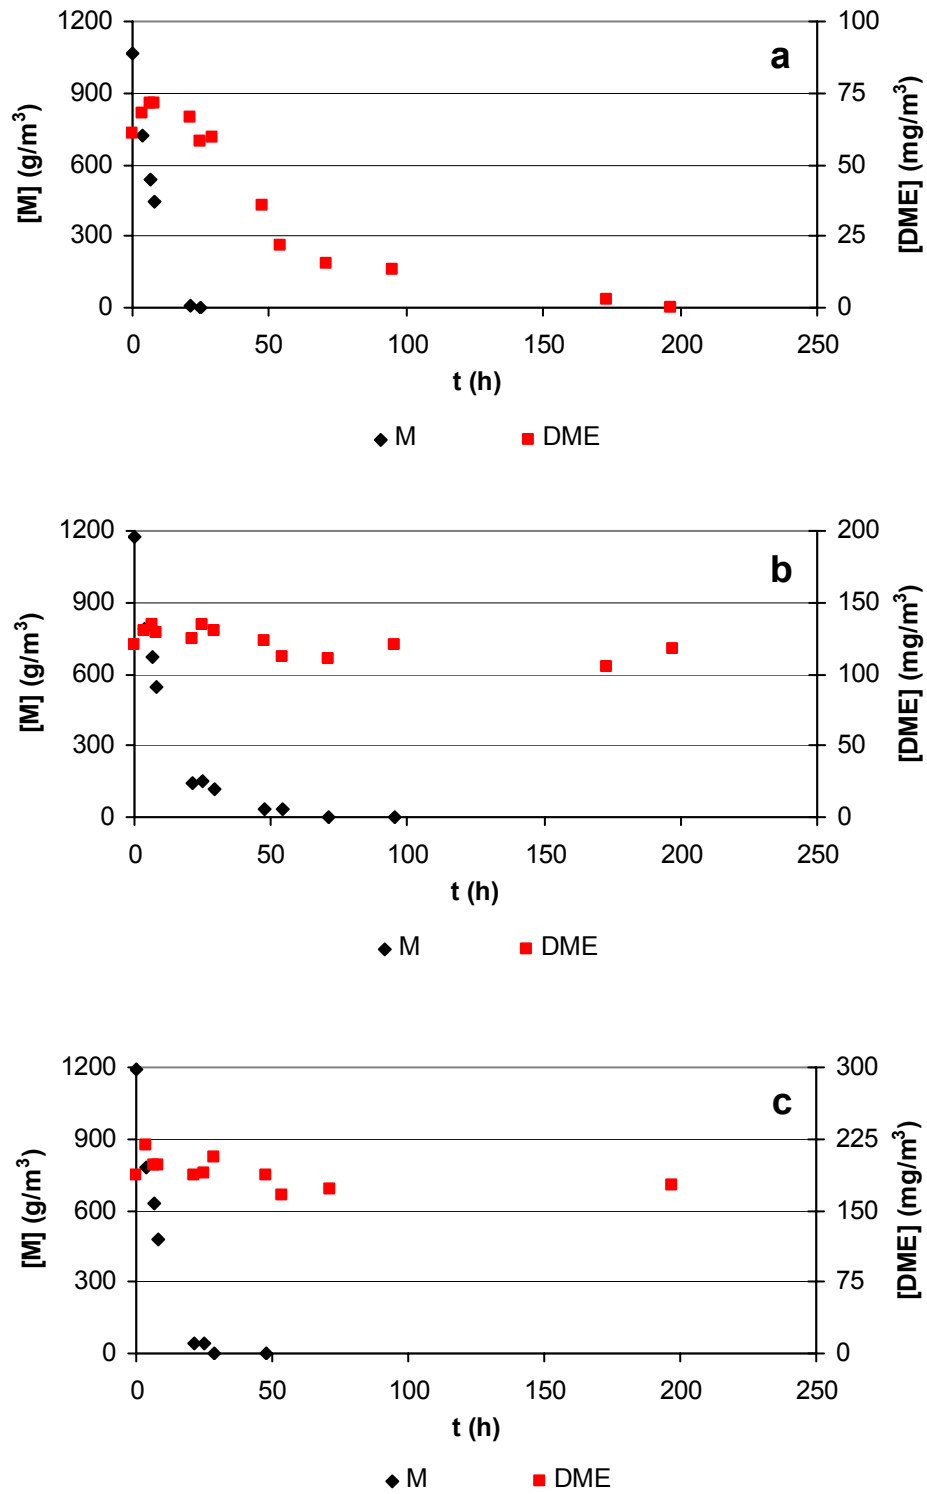 1200 100
a
900 75
600 50
300 25
0 0
[M] (g/m³)
[DME] (mg/m³)
0 50 100 150 200 250
t (h)
M DME
1200 200
b
900 150
600 100
300 50
0 0
[M] (g/m³)
[DME] (mg/m³)
0 50 100 150 200 250
t (h)
M DME
1200 300
c
900 225
600 150
300 75
0 0
[M] (g/m³)
[DME] (mg/m³)
0 50 100 150 200 250
t (h)
M DME